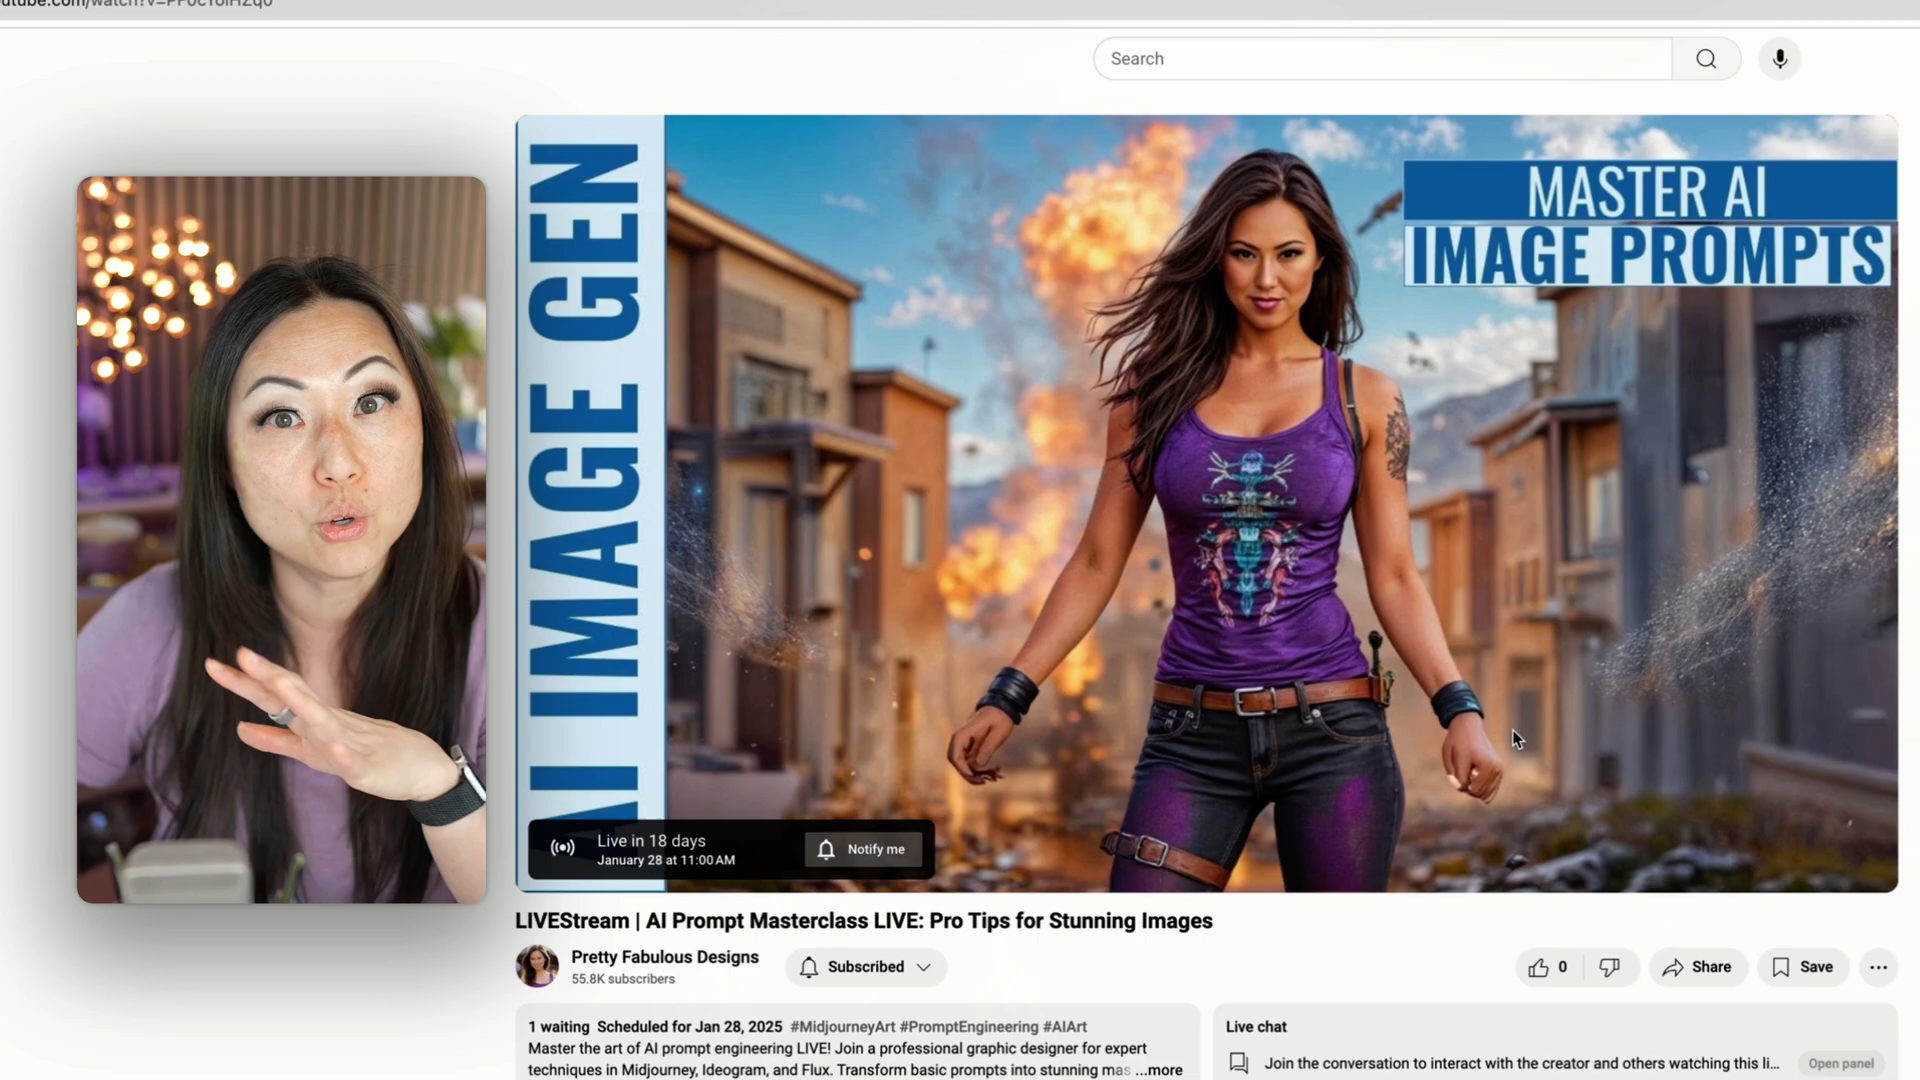 Search
AI IMAGE GEN
MASTER AI
IMAGE PROMPTS
Live in 18 days
January 28 at 11:00 AM
Notify me
LIVEStream | AI Prompt Masterclass LIVE: Pro Tips for Stunning Images
Pretty Fabulous Designs
55.8K subscribers
Subscribed
0
Share
Save
1 waiting Scheduled for Jan 28, 2025 #MidjourneyArt #PromptEngineering #AIArt
Master the art of AI prompt engineering LIVE! Join a professional graphic designer for expert
techniques in Midjourney, Ideogram, and Flux. Transform basic prompts into stunning mas ...more
Live chat
Join the conversation to interact with the creator and others watching this li...
Open panel